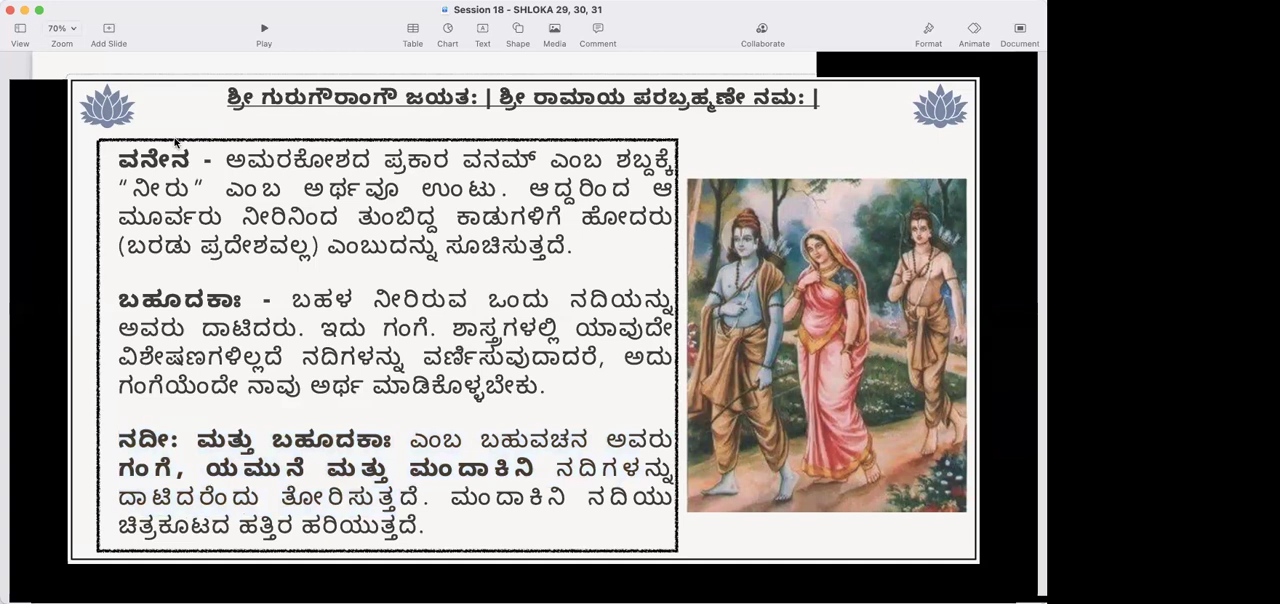 Session 18 - SHLOKA 29, 30, 31
70%
View
Zoom
Add Slide
Play
Table
Chart
Text
Shape
Media
Comment
Collaborate
Format
Animate
Document
ಶ್ರೀ ಗುರುಗೌರಾಂಗೌ ಜಯತ: | ಶ್ರೀ ರಾಮಾಯ ಪರಬ್ರಹ್ಮಣೇ ನಮ: |
ವನೇನ - ಅಮರಕೋಶದ ಪ್ರಕಾರ ವನಮ್ ಎಂಬ ಶಬ್ದಕ್ಕೆ
“ನೀರು” ಎಂಬ ಅರ್ಥವೂ ಉಂಟು. ಆದ್ದರಿಂದ ಆ
ಮೂರ್ವರು ನೀರಿನಿಂದ ತುಂಬಿದ್ದ ಕಾಡುಗಳಿಗೆ ಹೋದರು
(ಬರಡು ಪ್ರದೇಶವಲ್ಲ) ಎಂಬುದನ್ನು ಸೂಚಿಸುತ್ತದೆ.
ಬಹೂದಕಾಃ - ಬಹಳ ನೀರಿರುವ ಒಂದು ನದಿಯನ್ನು
ಅವರು ದಾಟಿದರು. ಇದು ಗಂಗೆ. ಶಾಸ್ತ್ರಗಳಲ್ಲಿ ಯಾವುದೇ
ವಿಶೇಷಣಗಳಿಲ್ಲದೆ ನದಿಗಳನ್ನು ವರ್ಣಿಸುವುದಾದರೆ, ಅದು
ಗಂಗೆಯೆಂದೇ ನಾವು ಅರ್ಥ ಮಾಡಿಕೊಳ್ಳಬೇಕು.
ನದೀ: ಮತ್ತು ಬಹೂದಕಾಃ ಎಂಬ ಬಹುವಚನ ಅವರು
ಗಂಗೆ, ಯಮುನೆ ಮತ್ತು ಮಂದಾಕಿನಿ ನದಿಗಳನ್ನು
ದಾಟಿದರೆಂದು ತೋರಿಸುತ್ತದೆ. ಮಂದಾಕಿನಿ ನದಿಯು
ಚಿತ್ರಕೂಟದ ಹತ್ತಿರ ಹರಿಯುತ್ತದೆ.